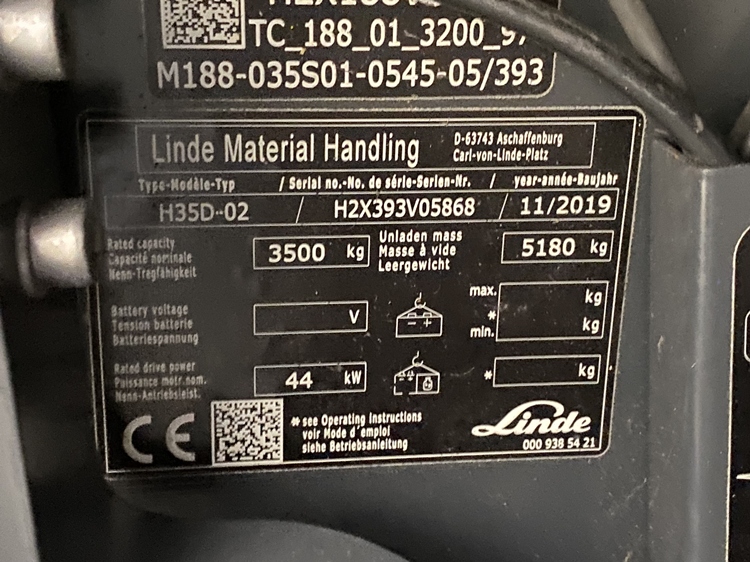 TC_188_01_3200_97
M188-035S01-0545-05/393
Linde Material Handling
D-63743 Aschaffenburg
Carl-von-Linde-Platz
Type-Modèle-Typ / Serial no.-No. de série-Serien-Nr. / year-année-Baujahr
H35D-02 / H2X393V05868 / 11/2019
Rated capacity
Capacité nominale
Nenn-Tragfähigkeit
3500 kg
Unladen mass
Masse à vide
Leergewicht
5180 kg
Battery voltage
Tension batterie
Batteriespannung
V
- +
max. kg
*
min. kg
Rated drive power
Puissance motr.nom.
Nenn-Antriebsleist.
44 kW
* kg
CE
* see Operating Instructions
voir Mode d'emploi
siehe Betriebsanleitung
Linde
000 938 54 21